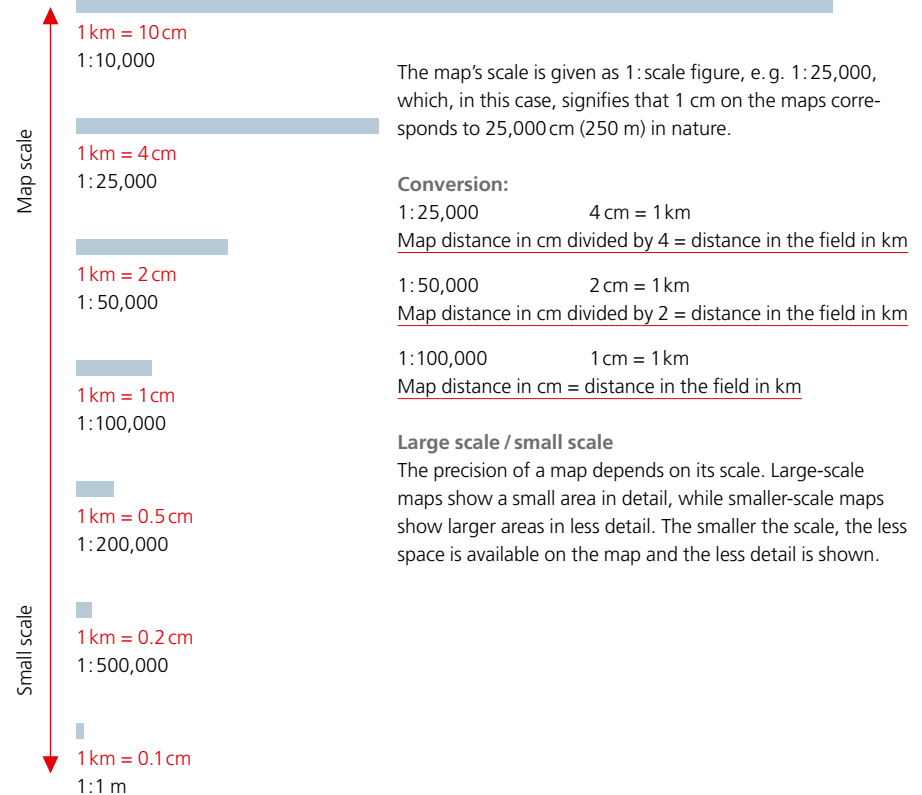 1 km = 10 cm
1:10,000
Map scale
1 km = 4 cm
1:25,000
1 km = 2 cm
1:50,000
1 km = 1 cm
1:100,000
1 km = 0.5 cm
1:200,000
Small scale
1 km = 0.2 cm
1:500,000
1 km = 0.1 cm
1:1 m
The map’s scale is given as 1:scale figure, e. g. 1:25,000,
which, in this case, signifies that 1 cm on the maps corre-
sponds to 25,000 cm (250 m) in nature.
Conversion:
1:25,000 4 cm = 1 km
Map distance in cm divided by 4 = distance in the field in km
1:50,000 2 cm = 1 km
Map distance in cm divided by 2 = distance in the field in km
1:100,000 1 cm = 1 km
Map distance in cm = distance in the field in km
Large scale / small scale
The precision of a map depends on its scale. Large-scale
maps show a small area in detail, while smaller-scale maps
show larger areas in less detail. The smaller the scale, the less
space is available on the map and the less detail is shown.